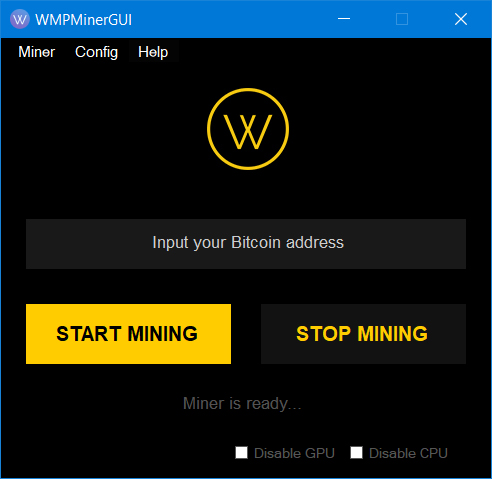 WMPMinerGUI
Miner Config Help
Input your Bitcoin address
START MINING STOP MINING
Miner is ready...
Disable GPU Disable CPU